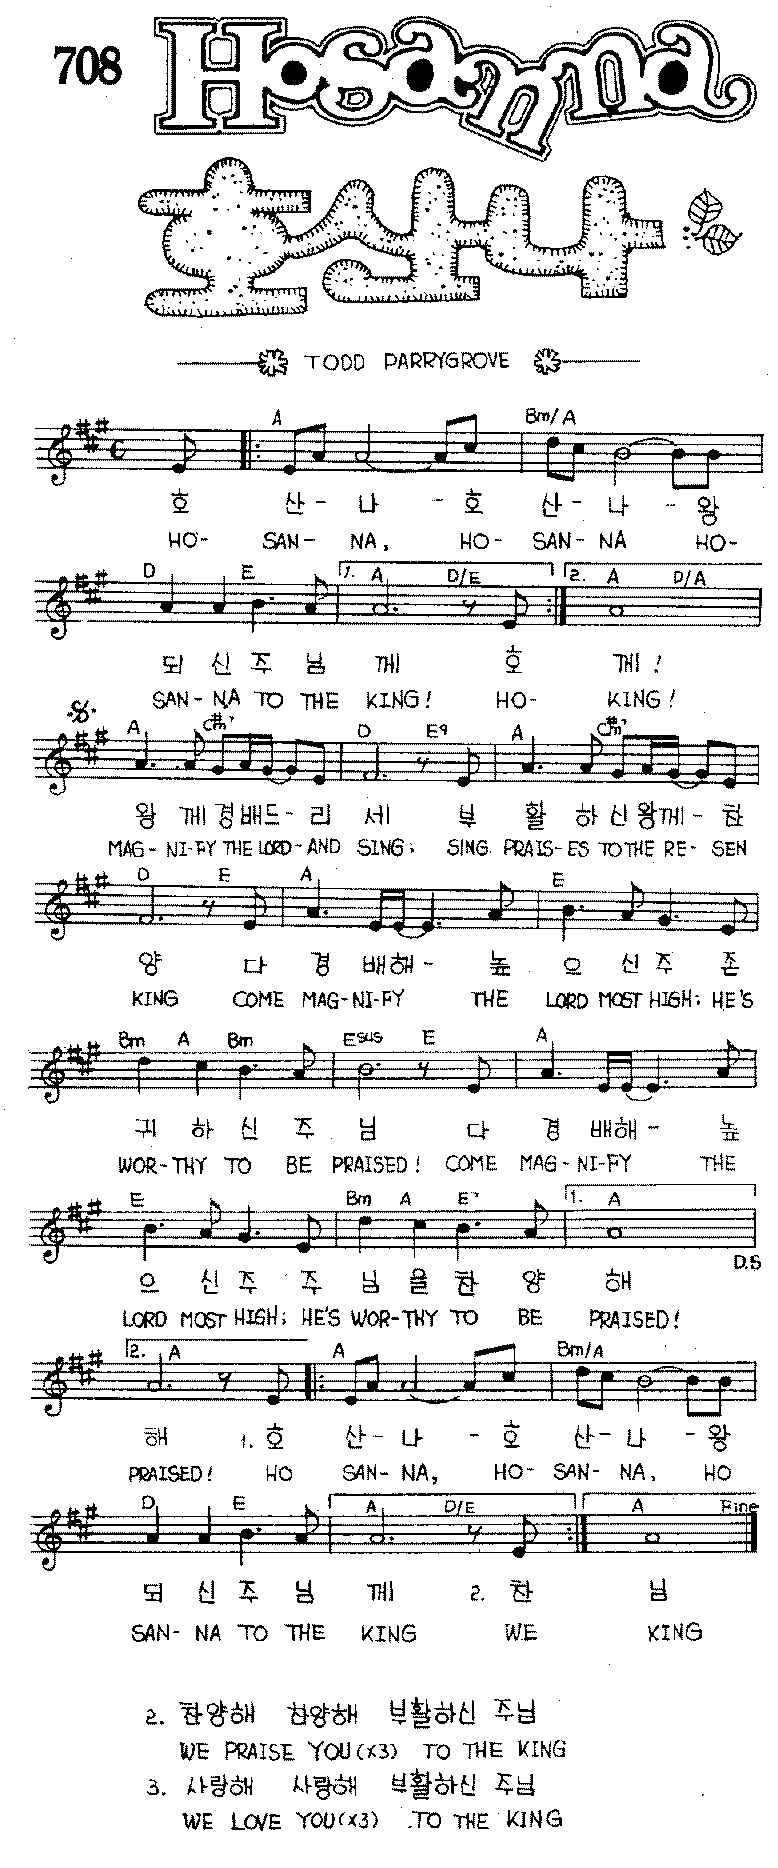 708 Hosanna
호산나
TODD PARRYGROVE
A Bm/A
호 산- 나 - 호 산- 나 - 왕
HO- SAN- NA, HO- SAN- NA HO-
D E 1. A D/E 2. A D/A
되 신 주 님 께 호 께!
SAN- NA TO THE KING! HO- KING!
A C#m7 D E9 A C#m7
왕 께 경배드- 리 세 부 활 하 신 왕께- 찬
MAG- NI-FY THE LORD-AND SING; SING PRAIS-ES TO THE RE- SEN
D E A E
양 다 경 배해- 높 으 신 주 존
KING COME MAG-NI-FY THE LORD MOST HIGH; HE'S
Bm A Bm Esus E A
귀 하 신 주 님 다 경 배해- 높
WOR-THY TO BE PRAISED! COME MAG-NI-FY THE
E Bm A E7 1. A
D.S
으 신 주 주 님 을 찬 양 해
LORD MOST HIGH; HE'S WOR-THY TO BE PRAISED!
2. A A Bm/A
해 1. 호 산- 나 - 호 산- 나 - 왕
PRAISED! HO SAN- NA, HO- SAN- NA, HO
D E A D/E A Fine
되 신 주 님 께 2. 찬 님
SAN- NA TO THE KING WE KING
2. 찬양해 찬양해 부활하신 주님
WE PRAISE YOU(X3) TO THE KING
3. 사랑해 사랑해 부활하신 주님
WE LOVE YOU(X3) .TO THE KING